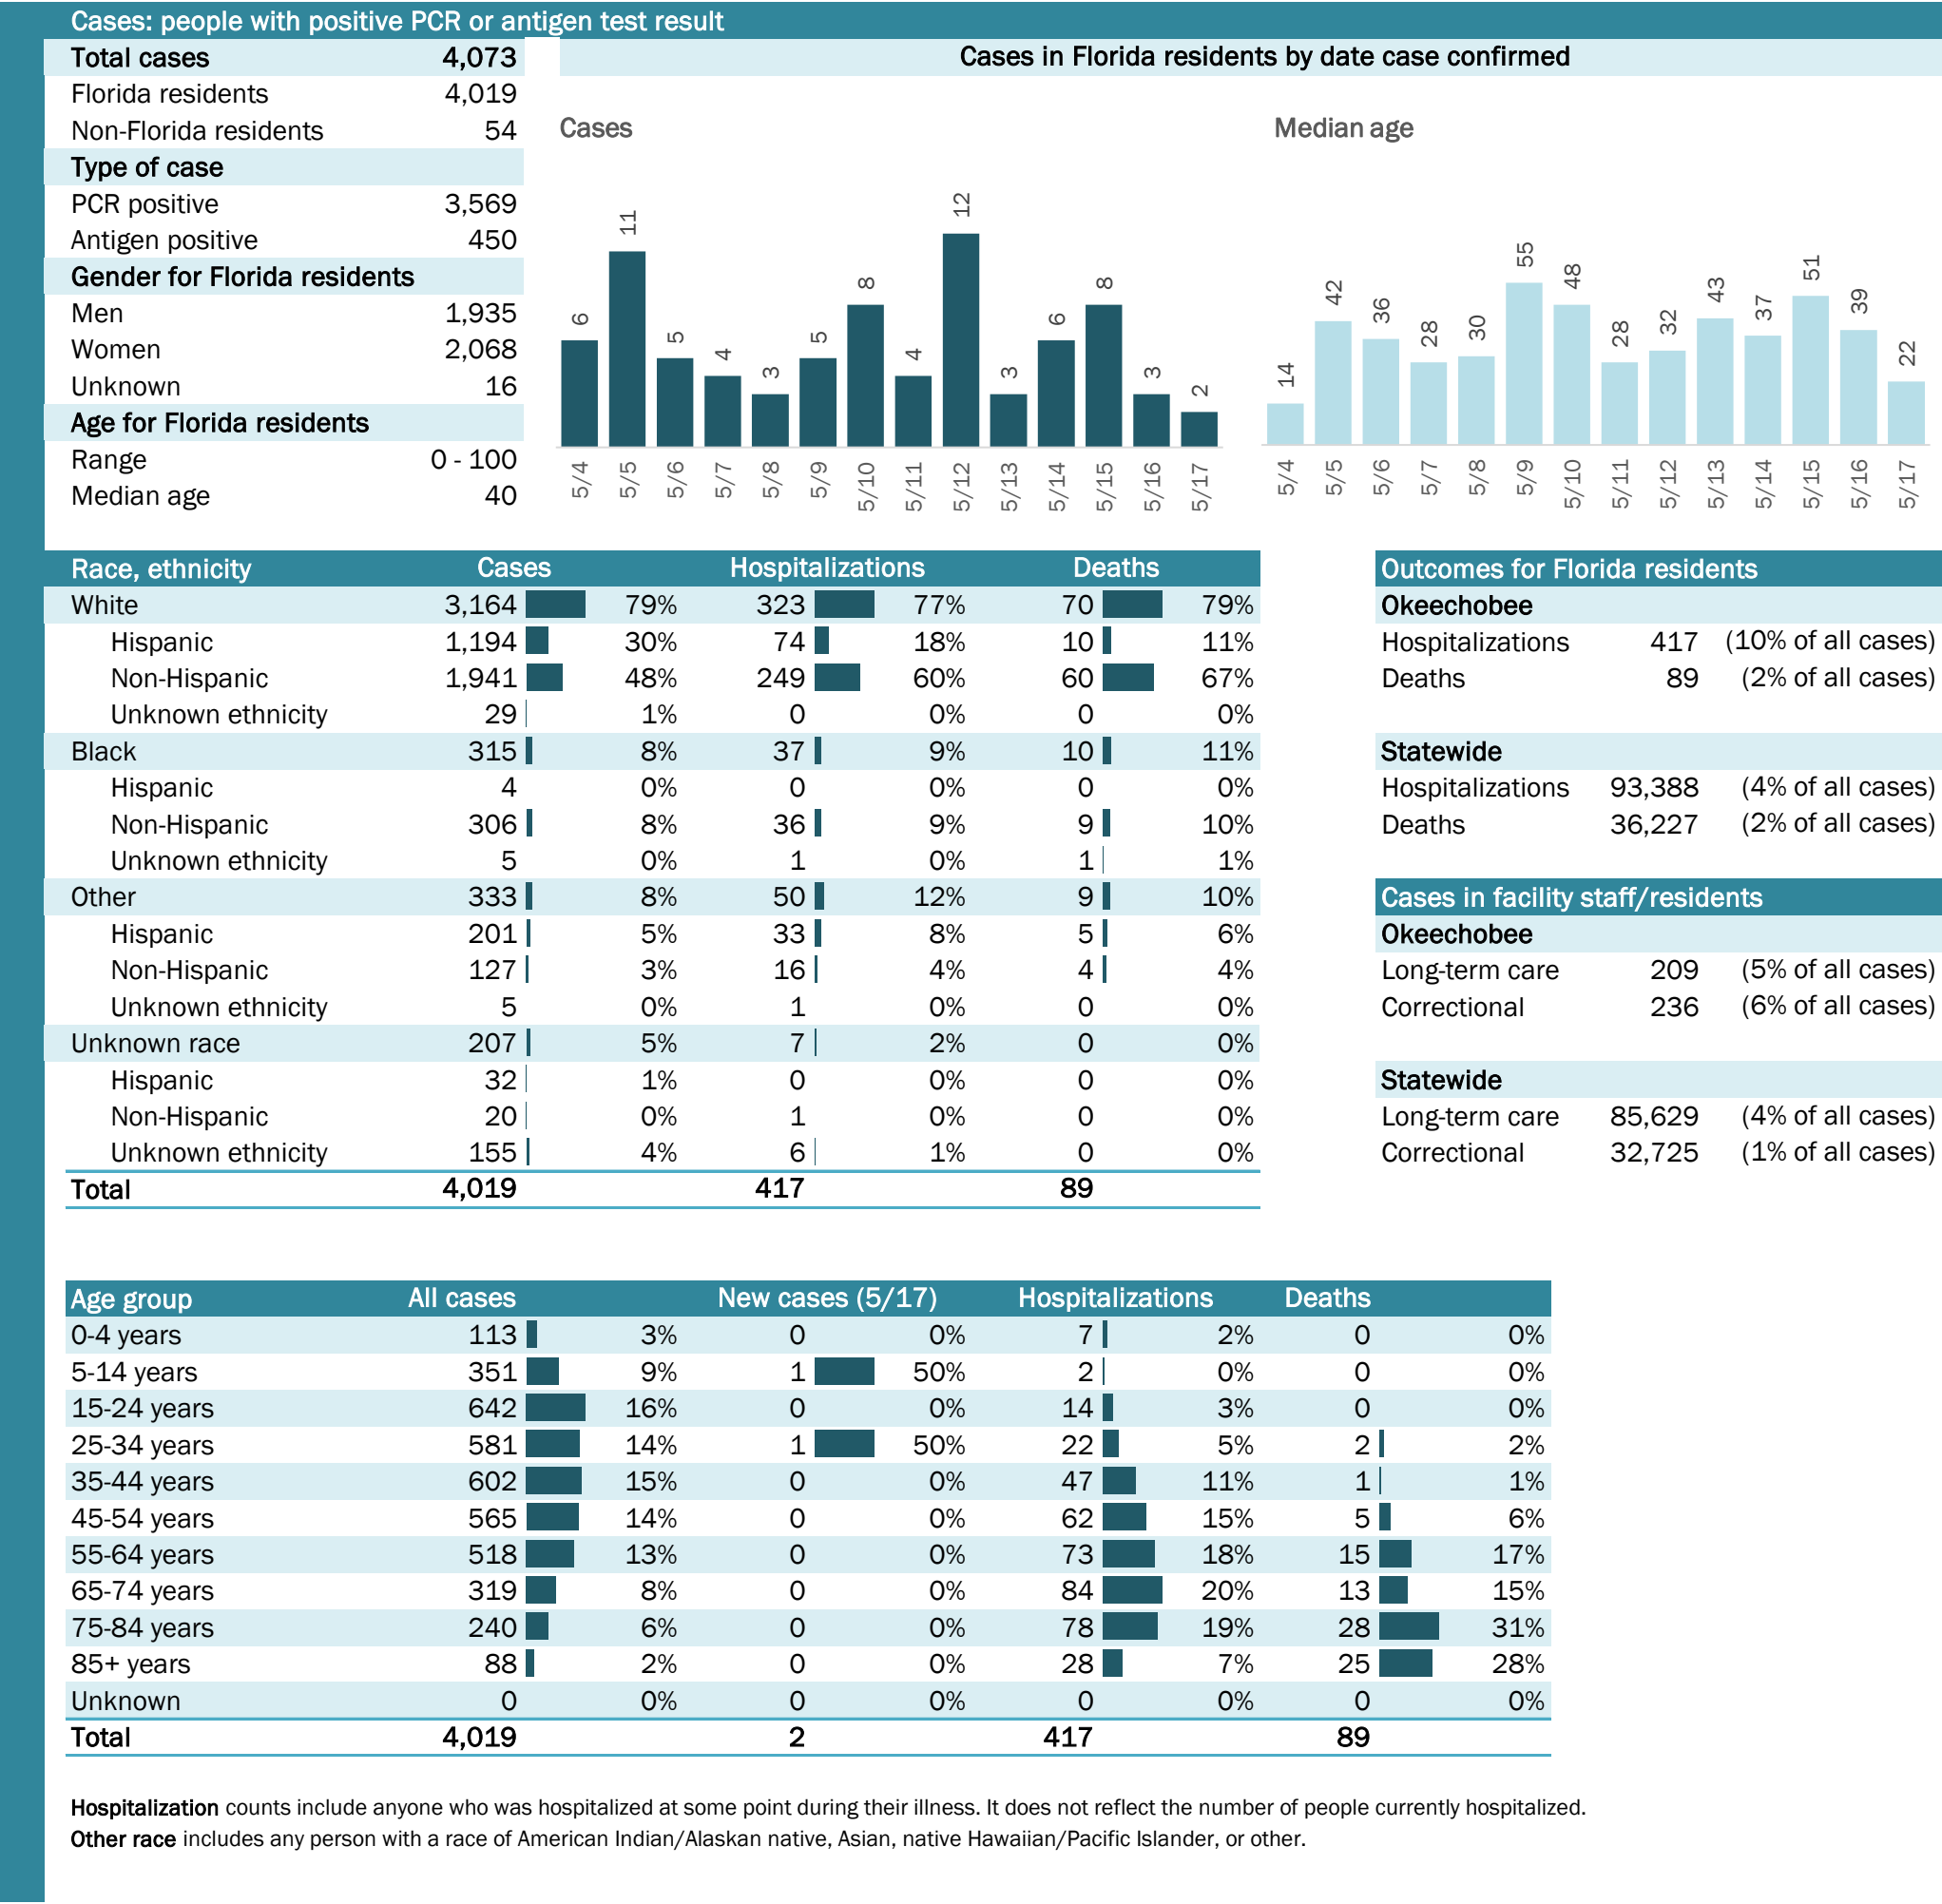 Cases: people with positive PCR or antigen test result
Total cases 4,073
Florida residents 4,019
Non-Florida residents 54
Type of case
PCR positive 3,569
Antigen positive 450
Gender for Florida residents
Men 1,935
Women 2,068
Unknown 16
Age for Florida residents
Range 0 - 100
Median age 40
Cases in Florida residents by date case confirmed
Cases
6 11 5 4 3 5 8 4 12 3 6 8 3 2
5/4 5/5 5/6 5/7 5/8 5/9 5/10 5/11 5/12 5/13 5/14 5/15 5/16 5/17
Median age
14 42 36 28 30 55 48 28 32 43 37 51 39 22
5/4 5/5 5/6 5/7 5/8 5/9 5/10 5/11 5/12 5/13 5/14 5/15 5/16 5/17
Race, ethnicity Cases Hospitalizations Deaths
White 3,164 79% 323 77% 70 79%
Hispanic 1,194 30% 74 18% 10 11%
Non-Hispanic 1,941 48% 249 60% 60 67%
Unknown ethnicity 29 1% 0 0% 0 0%
Black 315 8% 37 9% 10 11%
Hispanic 4 0% 0 0% 0 0%
Non-Hispanic 306 8% 36 9% 9 10%
Unknown ethnicity 5 0% 1 0% 1 1%
Other 333 8% 50 12% 9 10%
Hispanic 201 5% 33 8% 5 6%
Non-Hispanic 127 3% 16 4% 4 4%
Unknown ethnicity 5 0% 1 0% 0 0%
Unknown race 207 5% 7 2% 0 0%
Hispanic 32 1% 0 0% 0 0%
Non-Hispanic 20 0% 1 0% 0 0%
Unknown ethnicity 155 4% 6 1% 0 0%
Total 4,019 417 89
Outcomes for Florida residents
Okeechobee
Hospitalizations 417 (10% of all cases)
Deaths 89 (2% of all cases)
Statewide
Hospitalizations 93,388 (4% of all cases)
Deaths 36,227 (2% of all cases)
Cases in facility staff/residents
Okeechobee
Long-term care 209 (5% of all cases)
Correctional 236 (6% of all cases)
Statewide
Long-term care 85,629 (4% of all cases)
Correctional 32,725 (1% of all cases)
Age group All cases New cases (5/17) Hospitalizations Deaths
0-4 years 113 3% 0 0% 7 2% 0 0%
5-14 years 351 9% 1 50% 2 0% 0 0%
15-24 years 642 16% 0 0% 14 3% 0 0%
25-34 years 581 14% 1 50% 22 5% 2 2%
35-44 years 602 15% 0 0% 47 11% 1 1%
45-54 years 565 14% 0 0% 62 15% 5 6%
55-64 years 518 13% 0 0% 73 18% 15 17%
65-74 years 319 8% 0 0% 84 20% 13 15%
75-84 years 240 6% 0 0% 78 19% 28 31%
85+ years 88 2% 0 0% 28 7% 25 28%
Unknown 0 0% 0 0% 0 0% 0 0%
Total 4,019 2 417 89
Hospitalization counts include anyone who was hospitalized at some point during their illness. It does not reflect the number of people currently hospitalized.
Other race includes any person with a race of American Indian/Alaskan native, Asian, native Hawaiian/Pacific Islander, or other.